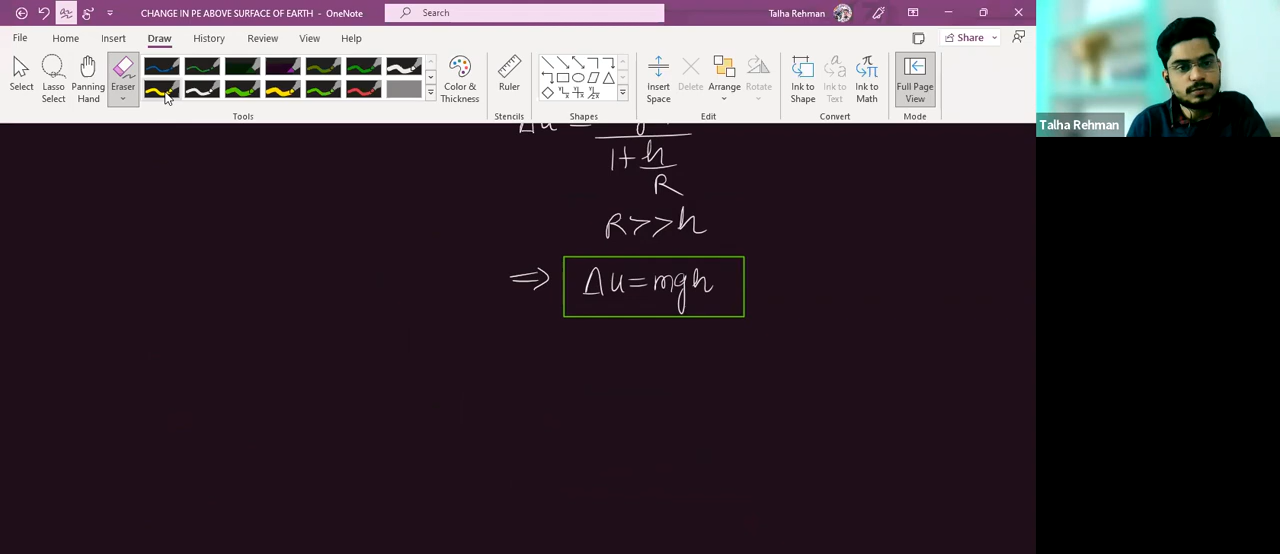 CHANGE IN PE ABOVE SURFACE OF EARTH - OneNote
Search
Talha Rehman
File
Home
Insert
Draw
History
Review
View
Help
Share
Select
Lasso
Select
Panning
Hand
Eraser
Color &
Thickness
Ruler
Insert
Space
Arrange
Rotate
Ink to
Shape
Ink to
Text
Ink to
Math
Full Page
View
Tools
Stencils
Shapes
Edit
Convert
Mode
Talha Rehman
1 + h
R
R >> h
⇒ Δu = mgh